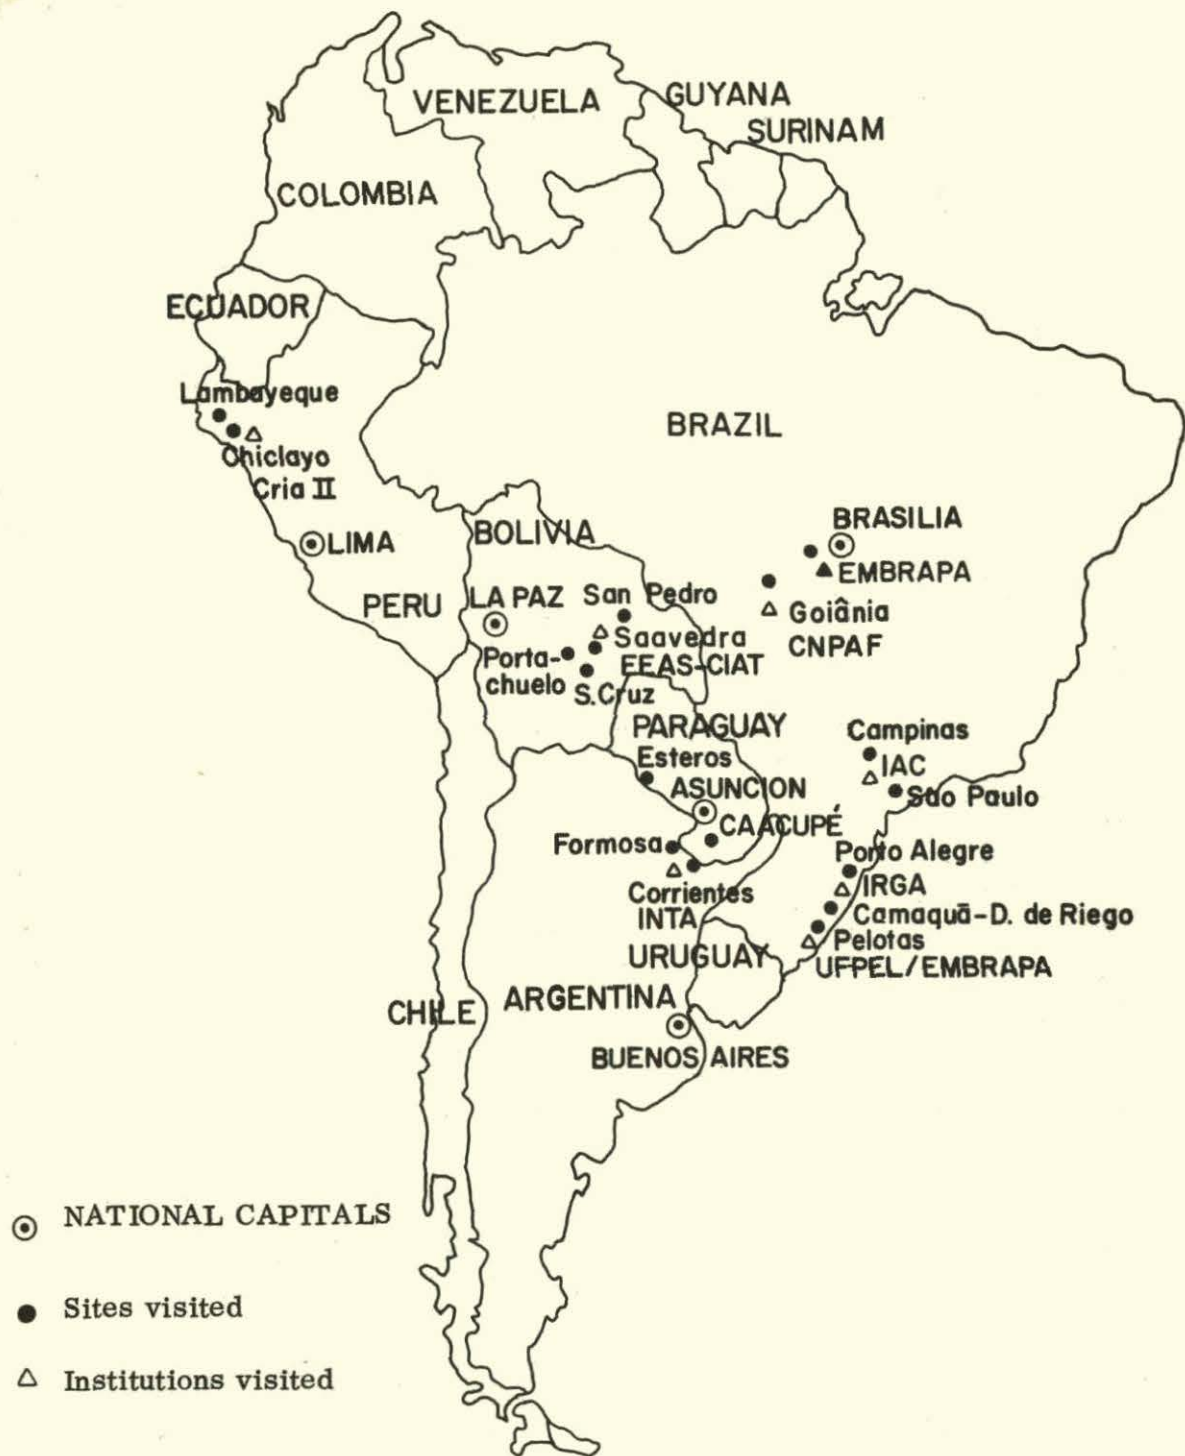 VENEZUELA
GUYANA
SURINAM
COLOMBIA
ECUADOR
Lambayeque
BRAZIL
Chiclayo
Cria II
BRASILIA
BOLIVIA
LIMA
EMBRAPA
LA PAZ
San Pedro
PERU
Goiânia
Saavedra
CNPAF
Porta-
chuelo
EEAS-CIAT
S.Cruz
PARAGUAY
Campinas
Esteros
IAC
ASUNCION
São Paulo
CAACUPÉ
Formosa
Porto Alegre
Corrientes
IRGA
INTA
Camaquā-D. de Riego
Pelotas
URUGUAY
UFPEL/EMBRAPA
ARGENTINA
CHILE
BUENOS AIRES
NATIONAL CAPITALS
Sites visited
Institutions visited